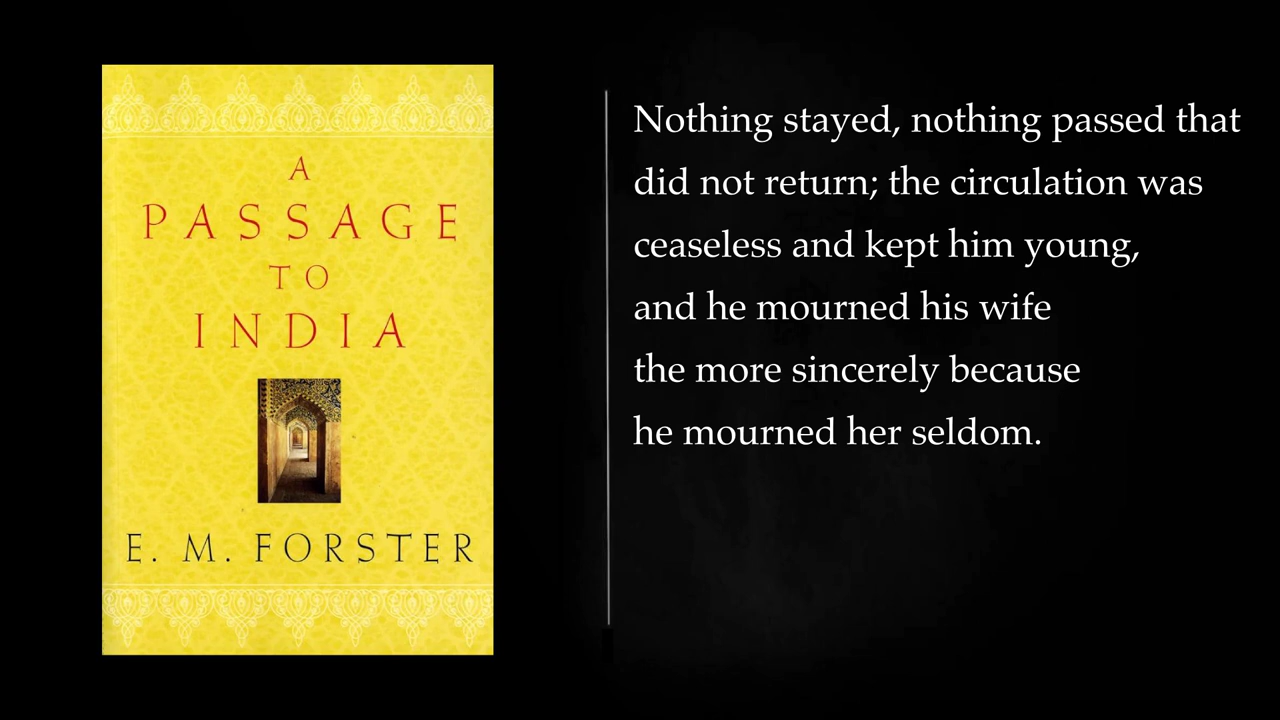 A
PASSAGE
TO
INDIA
E. M. FORSTER
Nothing stayed, nothing passed that
did not return; the circulation was
ceaseless and kept him young,
and he mourned his wife
the more sincerely because
he mourned her seldom.